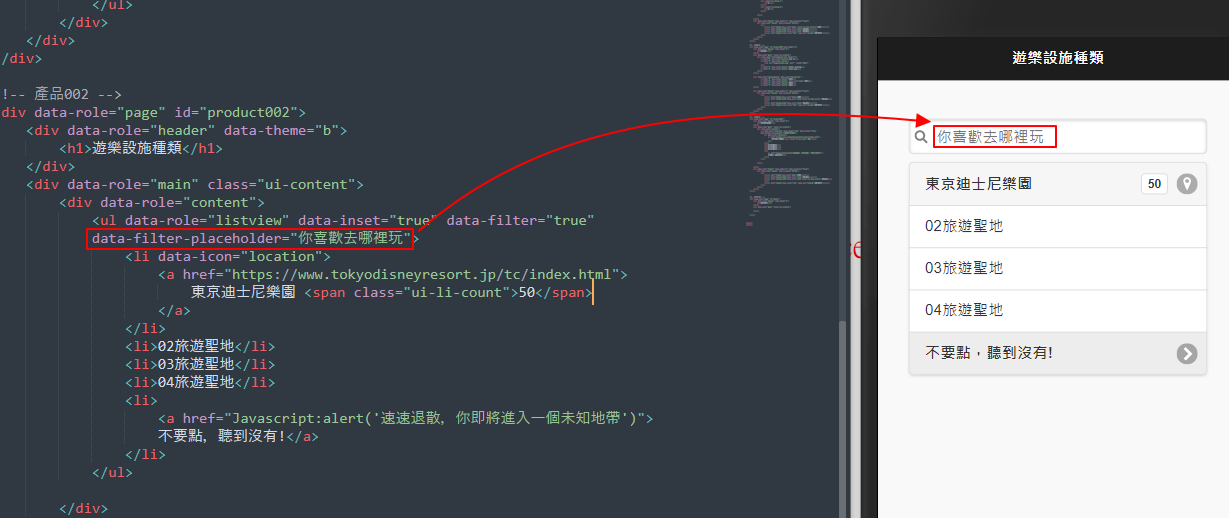 </ul>
</div>
</div>
/div>
!-- 產品002 -->
div data-role="page" id="product002">
<div data-role="header" data-theme="b">
<h1>遊樂設施種類</h1>
</div>
<div data-role="main" class="ui-content">
<div data-role="content">
<ul data-role="listview" data-inset="true" data-filter="true"
data-filter-placeholder="你喜歡去哪裡玩">
<li data-icon="location">
<a href="https://www.tokyodisneyresort.jp/tc/index.html">
東京迪士尼樂園 <span class="ui-li-count">50</span>
</a>
</li>
<li>02旅遊聖地</li>
<li>03旅遊聖地</li>
<li>04旅遊聖地</li>
<li>
<a href="Javascript:alert('速速退散，你即將進入一個未知地帶')">
不要點，聽到沒有!</a>
</li>
</ul>
</div>
遊樂設施種類
你喜歡去哪裡玩
東京迪士尼樂園 50
02旅遊聖地
03旅遊聖地
04旅遊聖地
不要點，聽到沒有!